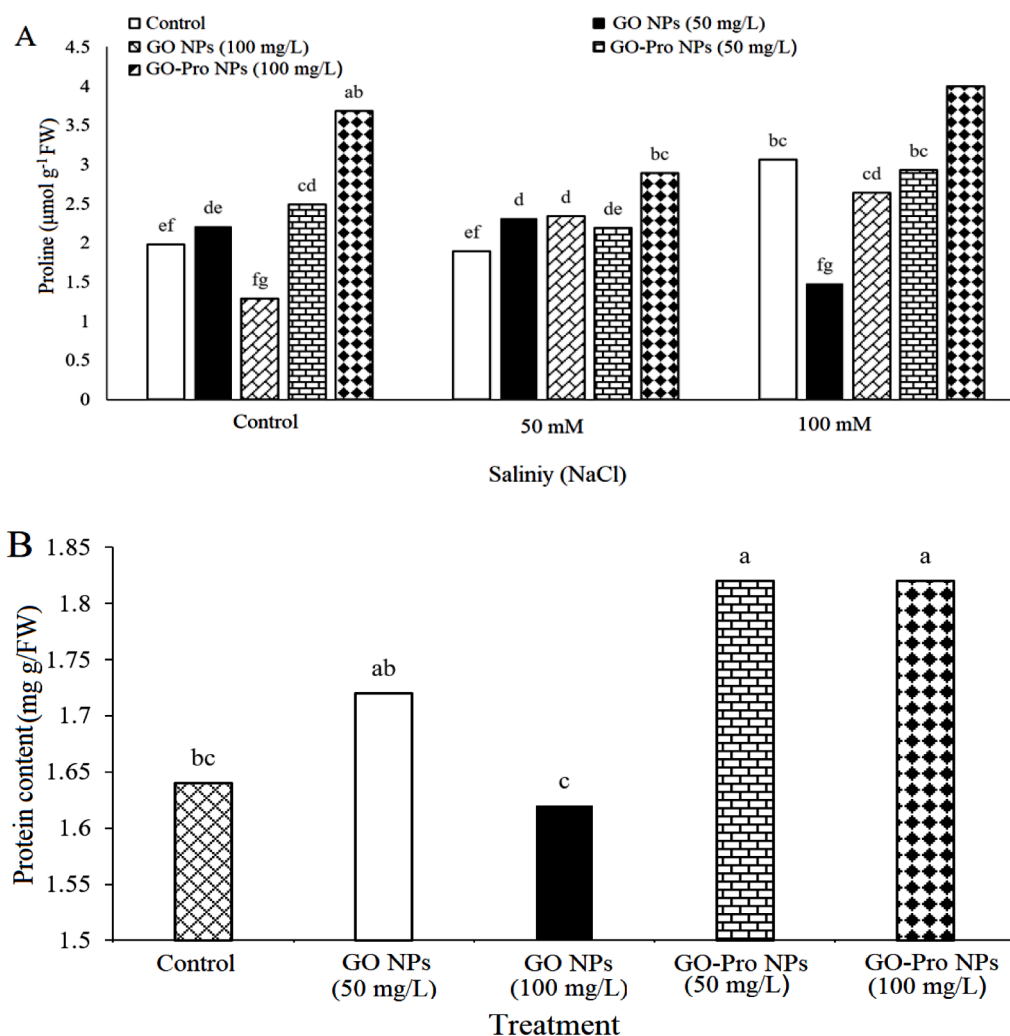 A
Control
GO NPs (50 mg/L)
GO NPs (100 mg/L)
GO-Pro NPs (50 mg/L)
GO-Pro NPs (100 mg/L)
4.5
4
3.5
3
2.5
2
1.5
1
0.5
0
Proline (µmol g-1 FW)
ef
de
fg
cd
ab
ef
d
d
de
bc
bc
fg
cd
bc
Control
50 mM
100 mM
Saliniy (NaCl)
B
1.85
1.8
1.75
1.7
1.65
1.6
1.55
1.5
Protein content (mg g/FW)
bc
ab
c
a
a
Control
GO NPs
(50 mg/L)
GO NPs
(100 mg/L)
GO-Pro NPs
(50 mg/L)
GO-Pro NPs
(100 mg/L)
Treatment